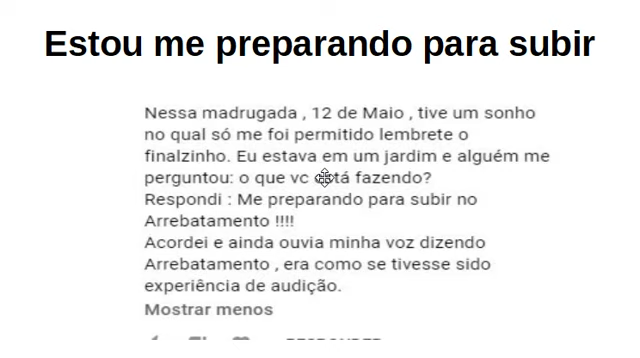 Estou me preparando para subir
Nessa madrugada , 12 de Maio , tive um sonho
no qual só me foi permitido lembrete o
finalzinho. Eu estava em um jardim e alguém me
perguntou: o que vc está fazendo?
Respondi : Me preparando para subir no
Arrebatamento !!!!
Acordei e ainda ouvia minha voz dizendo
Arrebatamento , era como se tivesse sido
experiência de audição.
Mostrar menos